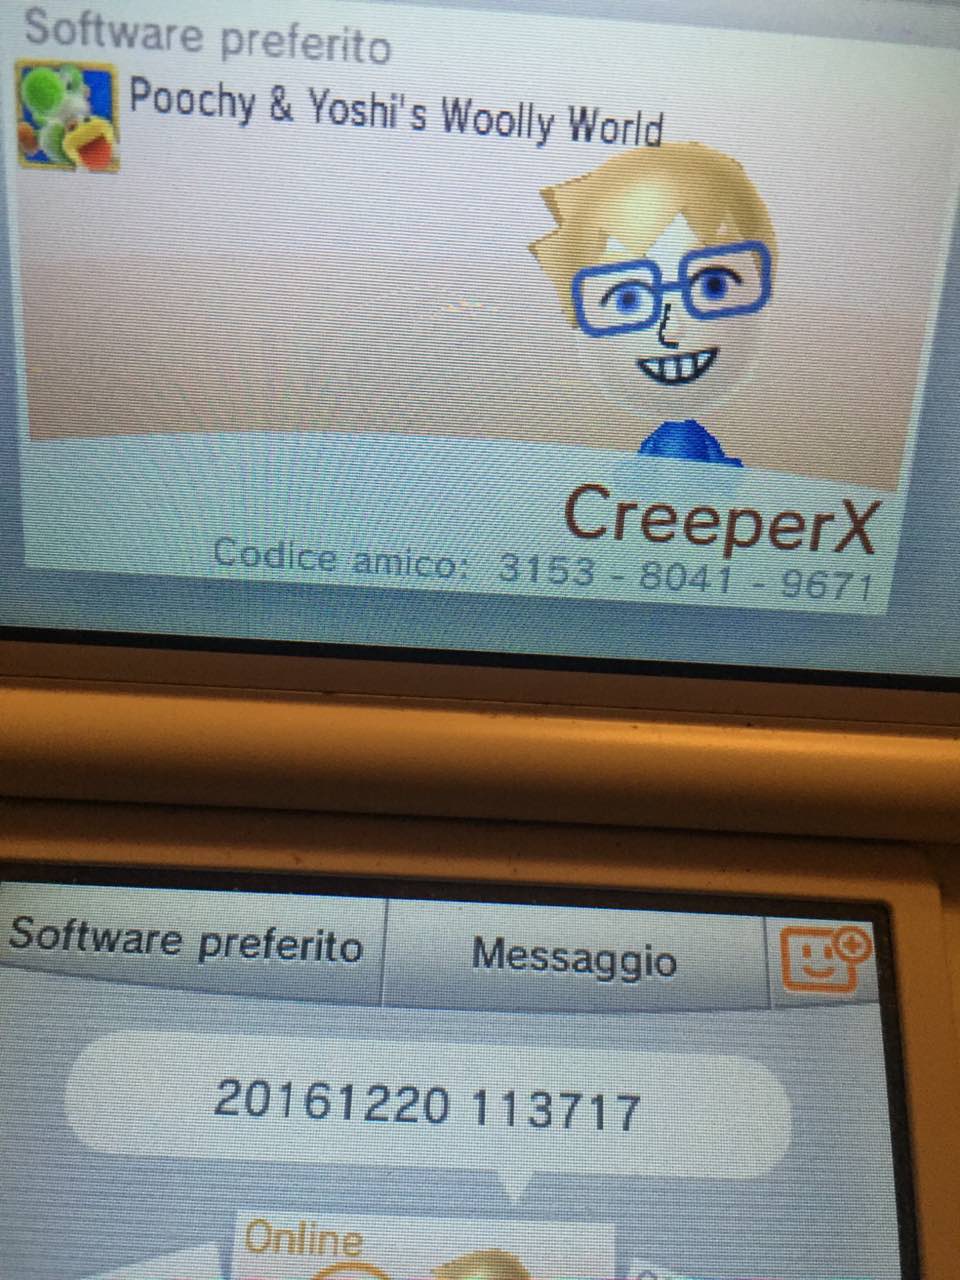 Software preferito
Poochy & Yoshi's Woolly World
CreeperX
Codice amico: 3153 - 8041 - 9671
Software preferito
Messaggio
20161220 113717
Online